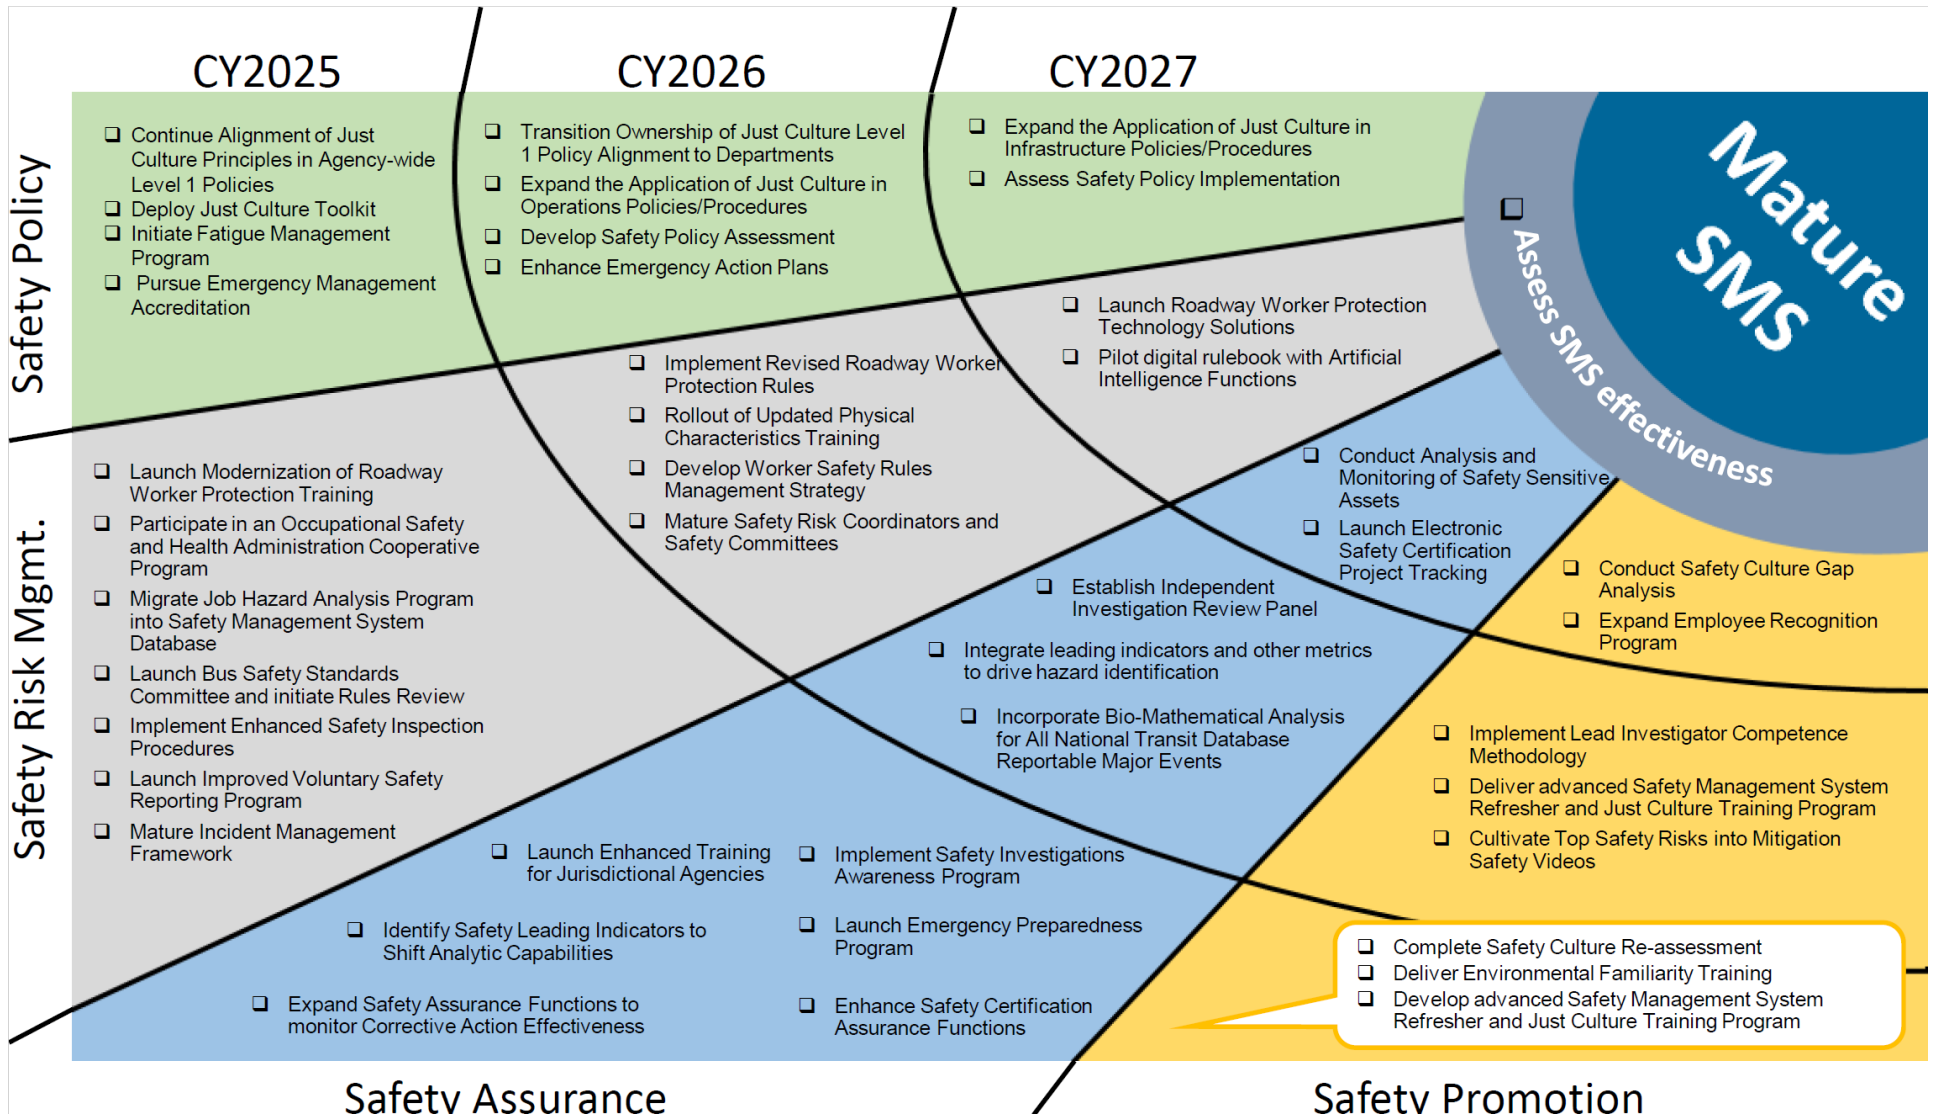 CY2025
CY2026
CY2027
Safety Policy
❑ Continue Alignment of Just
Culture Principles in Agency-wide
Level 1 Policies
❑ Deploy Just Culture Toolkit
❑ Initiate Fatigue Management
Program
❑ Pursue Emergency Management
Accreditation
❑ Transition Ownership of Just Culture Level
1 Policy Alignment to Departments
❑ Expand the Application of Just Culture in
Operations Policies/Procedures
❑ Develop Safety Policy Assessment
❑ Enhance Emergency Action Plans
❑ Expand the Application of Just Culture in
Infrastructure Policies/Procedures
❑ Assess Safety Policy Implementation
Safety Risk Mgmt.
❑ Launch Modernization of Roadway
Worker Protection Training
❑ Participate in an Occupational Safety
and Health Administration Cooperative
Program
❑ Migrate Job Hazard Analysis Program
into Safety Management System
Database
❑ Launch Bus Safety Standards
Committee and initiate Rules Review
❑ Implement Enhanced Safety Inspection
Procedures
❑ Launch Improved Voluntary Safety
Reporting Program
❑ Mature Incident Management
Framework
❑ Implement Revised Roadway Worker
Protection Rules
❑ Rollout of Updated Physical
Characteristics Training
❑ Develop Worker Safety Rules
Management Strategy
❑ Mature Safety Risk Coordinators and
Safety Committees
❑ Launch Roadway Worker Protection
Technology Solutions
❑ Pilot digital rulebook with Artificial
Intelligence Functions
❑ Launch Enhanced Training
for Jurisdictional Agencies
❑ Identify Safety Leading Indicators to
Shift Analytic Capabilities
❑ Expand Safety Assurance Functions to
monitor Corrective Action Effectiveness
❑ Implement Safety Investigations
Awareness Program
❑ Launch Emergency Preparedness
Program
❑ Enhance Safety Certification
Assurance Functions
❑ Establish Independent
Investigation Review Panel
❑ Integrate leading indicators and other metrics
to drive hazard identification
❑ Incorporate Bio-Mathematical Analysis
for All National Transit Database
Reportable Major Events
❑ Conduct Analysis and
Monitoring of Safety Sensitive
Assets
❑ Launch Electronic
Safety Certification
Project Tracking
Safety Assurance
❑ Complete Safety Culture Re-assessment
❑ Deliver Environmental Familiarity Training
❑ Develop advanced Safety Management System
Refresher and Just Culture Training Program
❑ Implement Lead Investigator Competence
Methodology
❑ Deliver advanced Safety Management System
Refresher and Just Culture Training Program
❑ Cultivate Top Safety Risks into Mitigation
Safety Videos
❑ Conduct Safety Culture Gap
Analysis
❑ Expand Employee Recognition
Program
Safety Promotion
❑ Assess SMS effectiveness
Mature
SMS